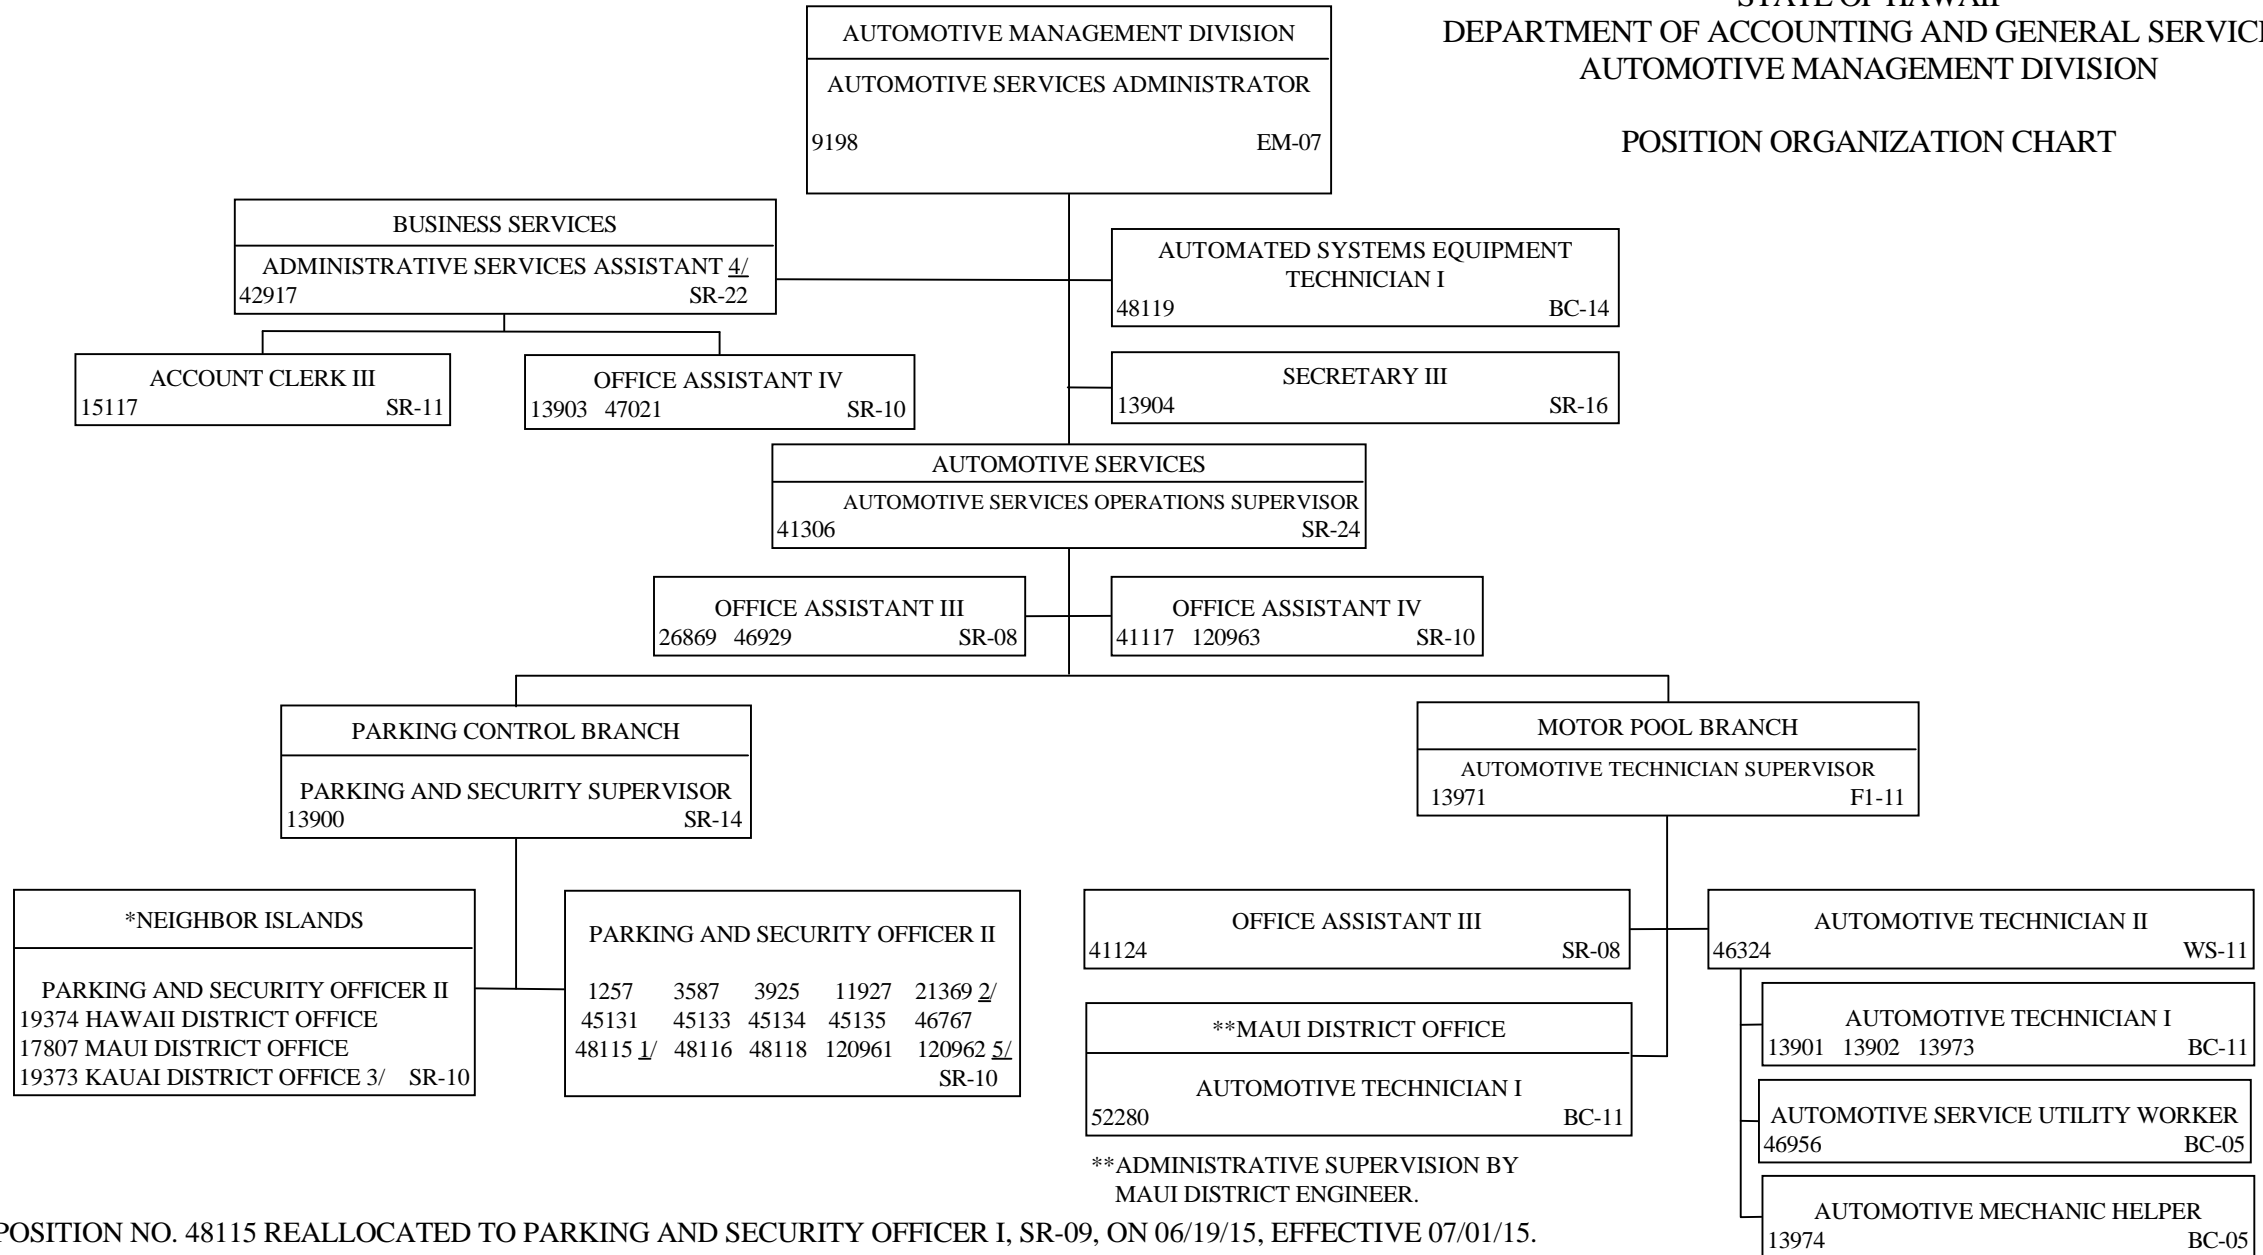 STATE OF HAWAII
DEPARTMENT OF ACCOUNTING AND GENERAL
AUTOMOTIVE MANAGEMENT DIVISION
POSITION ORGANIZATION CHART
AUTOMOTIVE MANAGEMENT DIVISION
AUTOMOTIVE SERVICES ADMINISTRATOR
9198 EM-07
BUSINESS SERVICES
ADMINISTRATIVE SERVICES ASSISTANT 4/
42917 SR-22
AUTOMATED SYSTEMS EQUIPMENT
TECHNICIAN I
48119 BC-14
ACCOUNT CLERK III
15117 SR-11
OFFICE ASSISTANT IV
13903 47021 SR-10
SECRETARY III
13904 SR-16
AUTOMOTIVE SERVICES
AUTOMOTIVE SERVICES OPERATIONS SUPERVISOR
41306 SR-24
OFFICE ASSISTANT III
26869 46929 SR-08
OFFICE ASSISTANT IV
41117 120963 SR-10
PARKING CONTROL BRANCH
PARKING AND SECURITY SUPERVISOR
13900 SR-14
MOTOR POOL BRANCH
AUTOMOTIVE TECHNICIAN SUPERVISOR
13971 F1-11
*NEIGHBOR ISLANDS
PARKING AND SECURITY OFFICER II
19374 HAWAII DISTRICT OFFICE
17807 MAUI DISTRICT OFFICE
19373 KAUAI DISTRICT OFFICE 3/ SR-10
PARKING AND SECURITY OFFICER II
1257 3587 3925 11927 21369 2/
45131 45133 45134 45135 46767
48115 1/ 48116 48118 120961 120962 5/
SR-10
OFFICE ASSISTANT III
41124 SR-08
AUTOMOTIVE TECHNICIAN II
46324 WS-11
**MAUI DISTRICT OFFICE
AUTOMOTIVE TECHNICIAN I
52280 BC-11
AUTOMOTIVE TECHNICIAN I
13901 13902 13973 BC-11
AUTOMOTIVE SERVICE UTILITY WORKER
46956 BC-05
AUTOMOTIVE MECHANIC HELPER
13974 BC-05
**ADMINISTRATIVE SUPERVISION BY
MAUI DISTRICT ENGINEER.
POSITION NO. 48115 REALLOCATED TO PARKING AND SECURITY OFFICER I, SR-09, ON 06/19/15, EFFECTIVE 07/01/15.